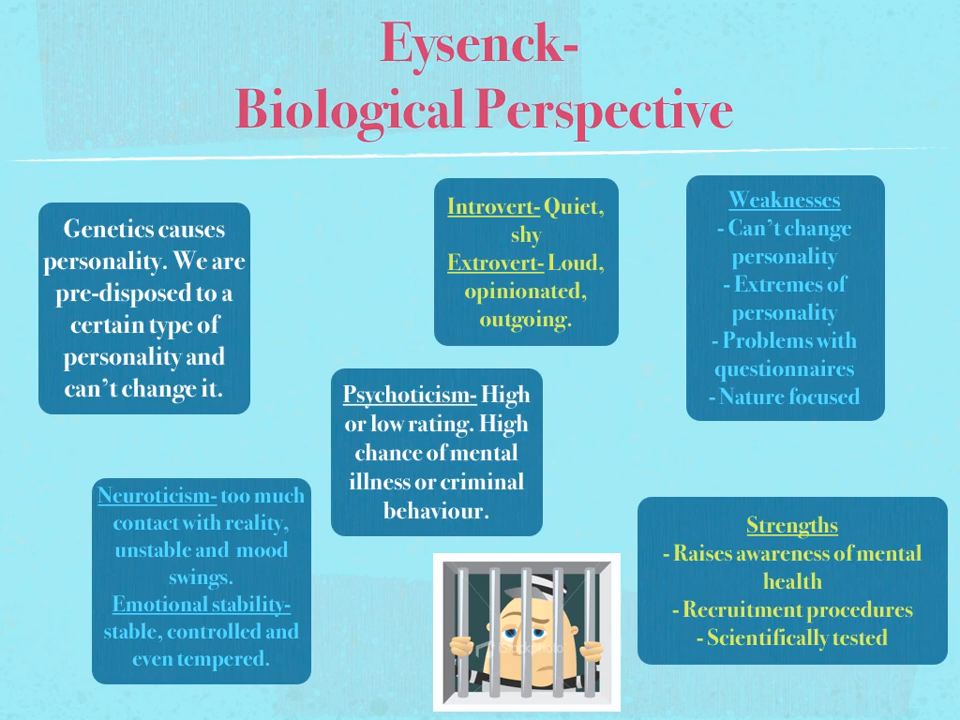 Eysenck-
Biological Perspective
Genetics causes
personality. We are
pre-disposed to a
certain type of
personality and
can't change it.
Introvert- Quiet,
shy
Extrovert- Loud,
opinionated,
outgoing.
Weaknesses
- Can't change
personality
- Extremes of
personality
- Problems with
questionnaires
- Nature focused
Psychoticism- High
or low rating. High
chance of mental
illness or criminal
behaviour.
Neuroticism- too much
contact with reality,
unstable and mood
swings.
Emotional stability-
stable, controlled and
even tempered.
Strengths
- Raises awareness of mental
health
- Recruitment procedures
- Scientifically tested
iStockphoto